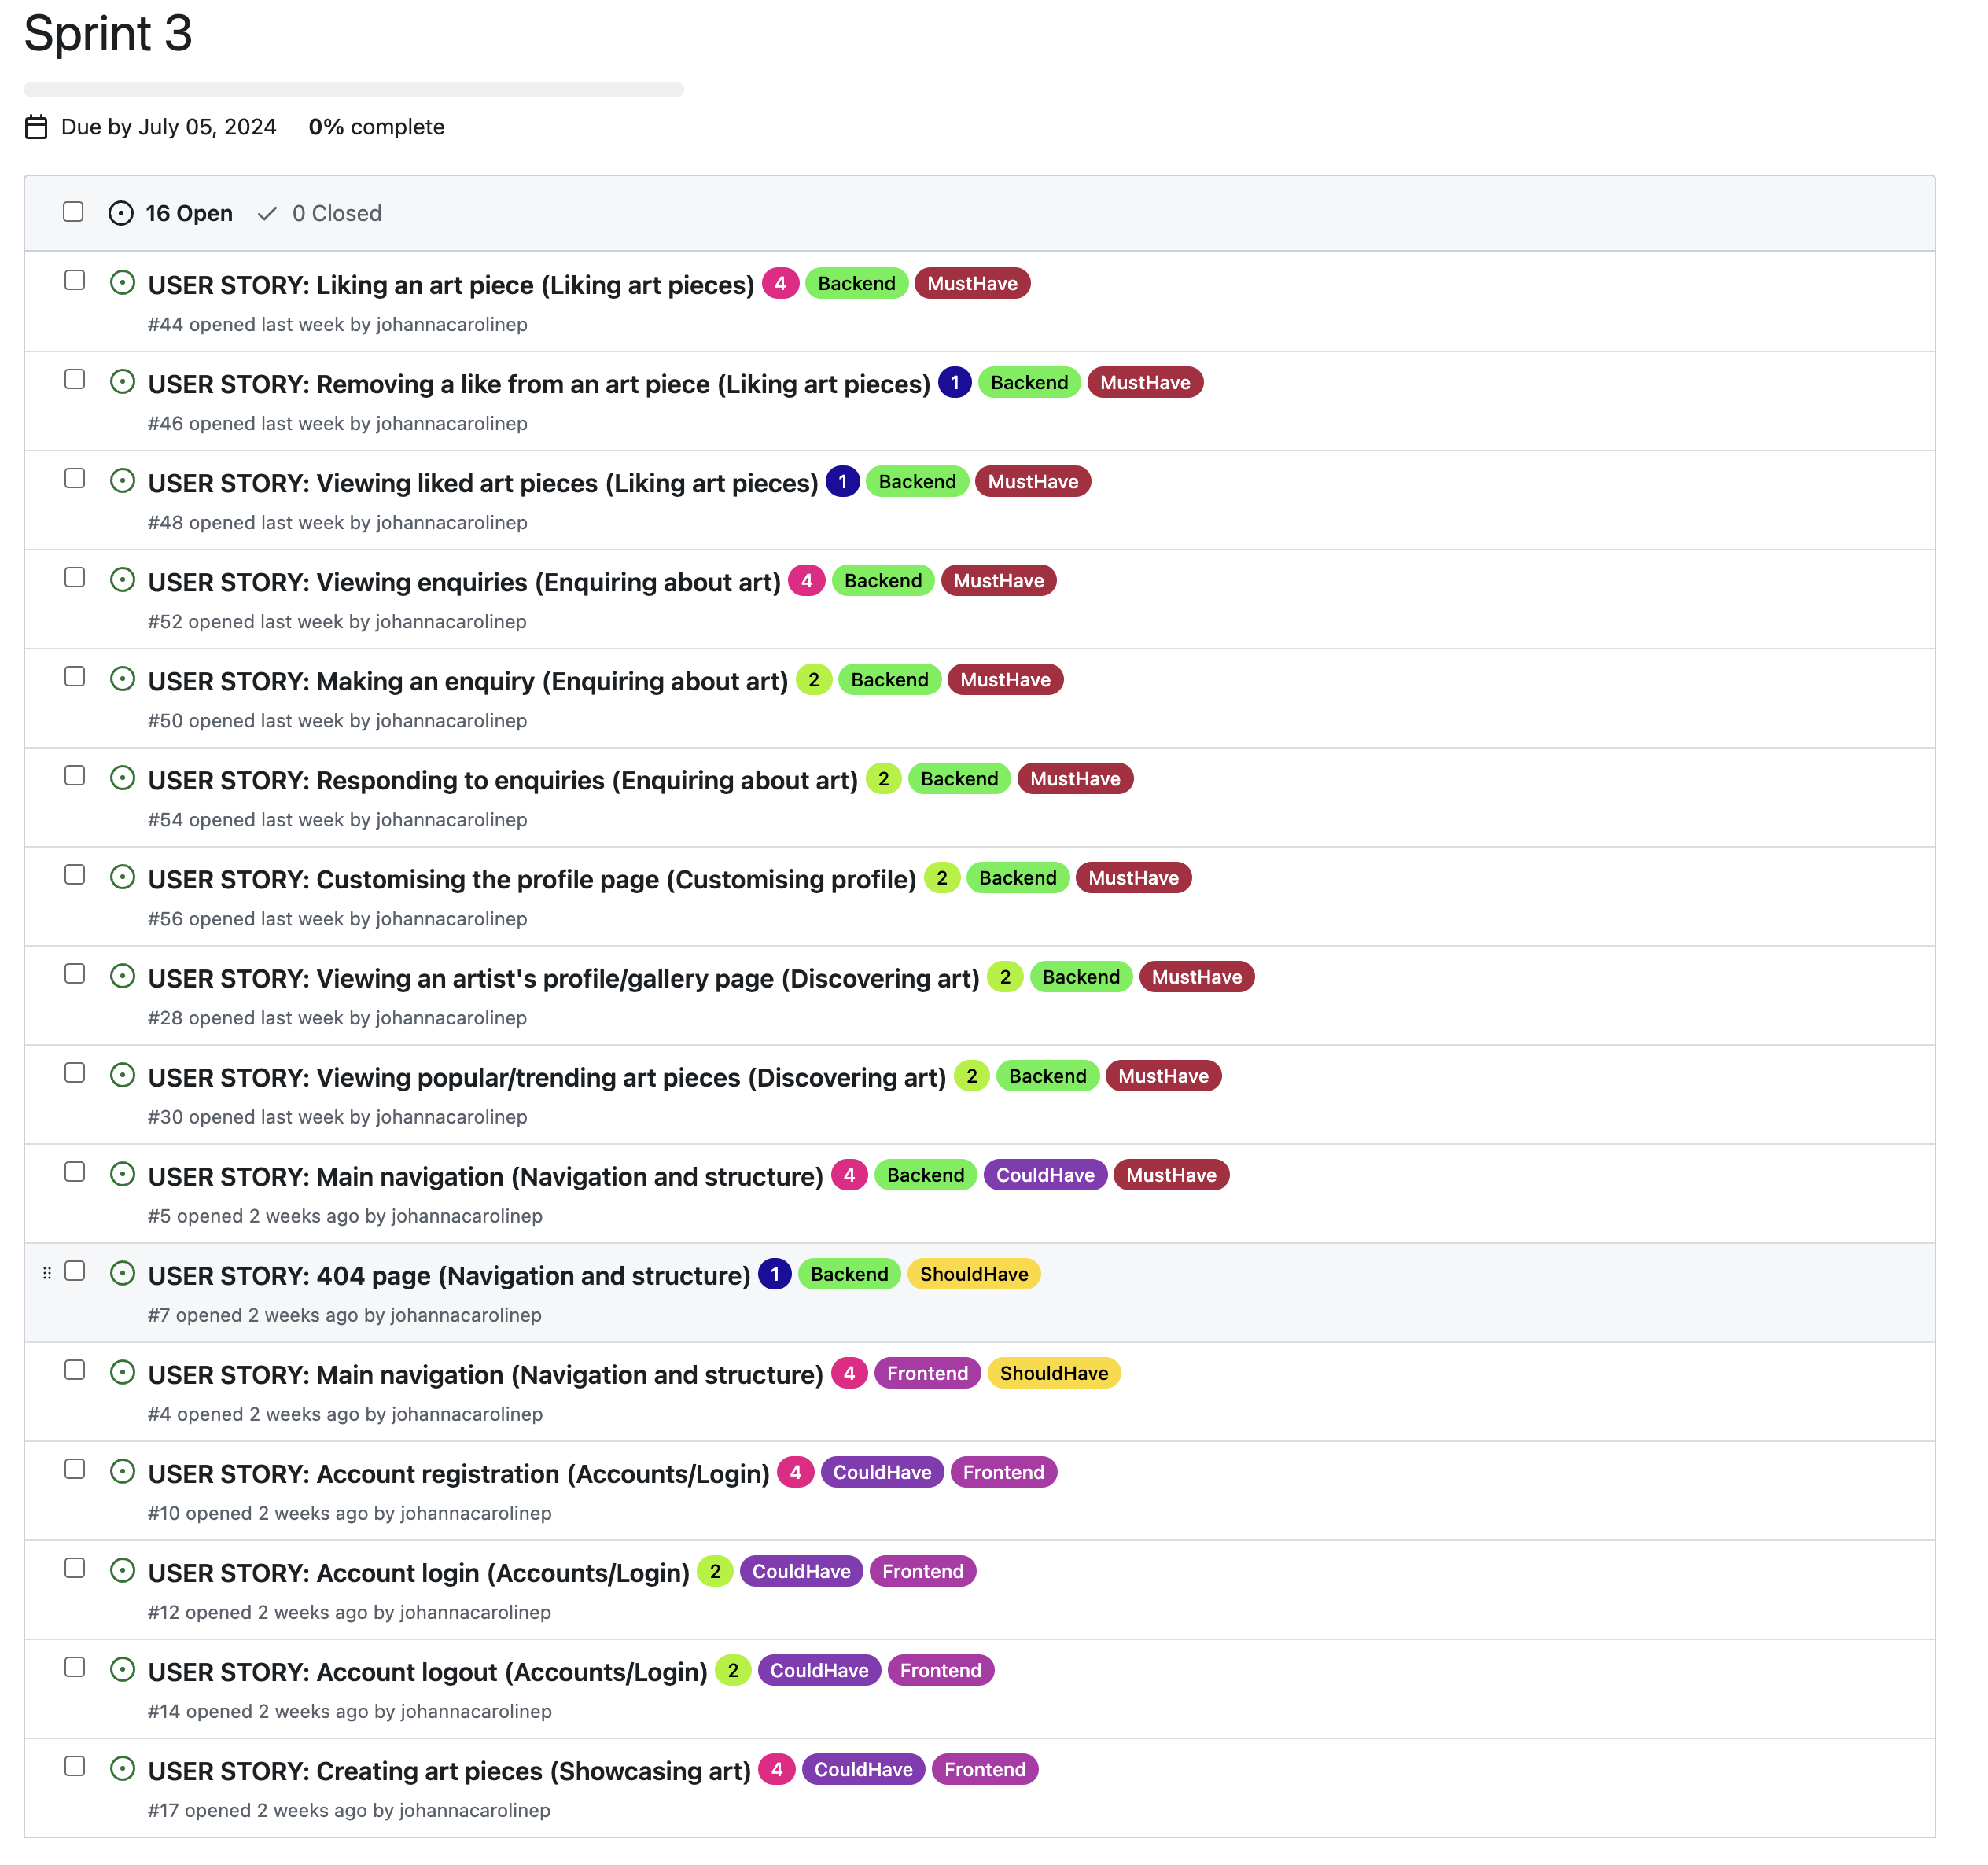 Sprint 3
Due by July 05, 2024 0% complete
16 Open 0 Closed
USER STORY: Liking an art piece (Liking art pieces) 4 Backend MustHave
#44 opened last week by johannacarolinep
USER STORY: Removing a like from an art piece (Liking art pieces) 1 Backend MustHave
#46 opened last week by johannacarolinep
USER STORY: Viewing liked art pieces (Liking art pieces) 1 Backend MustHave
#48 opened last week by johannacarolinep
USER STORY: Viewing enquiries (Enquiring about art) 4 Backend MustHave
#52 opened last week by johannacarolinep
USER STORY: Making an enquiry (Enquiring about art) 2 Backend MustHave
#50 opened last week by johannacarolinep
USER STORY: Responding to enquiries (Enquiring about art) 2 Backend MustHave
#54 opened last week by johannacarolinep
USER STORY: Customising the profile page (Customising profile) 2 Backend MustHave
#56 opened last week by johannacarolinep
USER STORY: Viewing an artist's profile/gallery page (Discovering art) 2 Backend MustHave
#28 opened last week by johannacarolinep
USER STORY: Viewing popular/trending art pieces (Discovering art) 2 Backend MustHave
#30 opened last week by johannacarolinep
USER STORY: Main navigation (Navigation and structure) 4 Backend CouldHave MustHave
#5 opened 2 weeks ago by johannacarolinep
USER STORY: 404 page (Navigation and structure) 1 Backend ShouldHave
#7 opened 2 weeks ago by johannacarolinep
USER STORY: Main navigation (Navigation and structure) 4 Frontend ShouldHave
#4 opened 2 weeks ago by johannacarolinep
USER STORY: Account registration (Accounts/Login) 4 CouldHave Frontend
#10 opened 2 weeks ago by johannacarolinep
USER STORY: Account login (Accounts/Login) 2 CouldHave Frontend
#12 opened 2 weeks ago by johannacarolinep
USER STORY: Account logout (Accounts/Login) 2 CouldHave Frontend
#14 opened 2 weeks ago by johannacarolinep
USER STORY: Creating art pieces (Showcasing art) 4 CouldHave Frontend
#17 opened 2 weeks ago by johannacarolinep